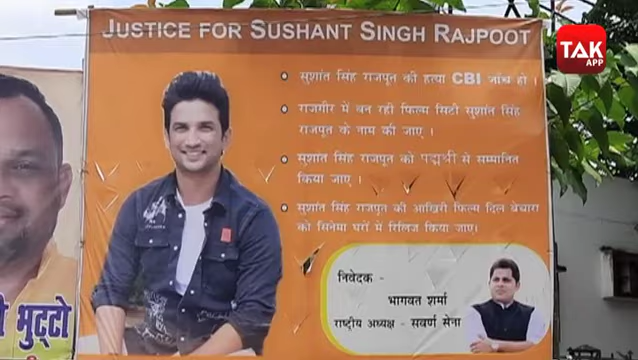 JUSTICE FOR SUSHANT SINGH RAJPOOT
TAK
APP
सुशांत सिंह राजपूत की हत्या CBI जांच हो ।
राजगीर में बन रही फिल्म सिटी सुशांत सिंह
राजपूत के नाम की जाए ।
सुशांत सिंह राजपूत को पद्मश्री से सम्मानित
किया जाए ।
सुशांत सिंह राजपूत की आखिरी फिल्म दिल बेचारा
को सिनेमा घरों में रिलिज किया जाए।
निवेदक -
भागवत शर्मा
राष्ट्रीय अध्यक्ष - सवर्ण सेना
भुट्टो